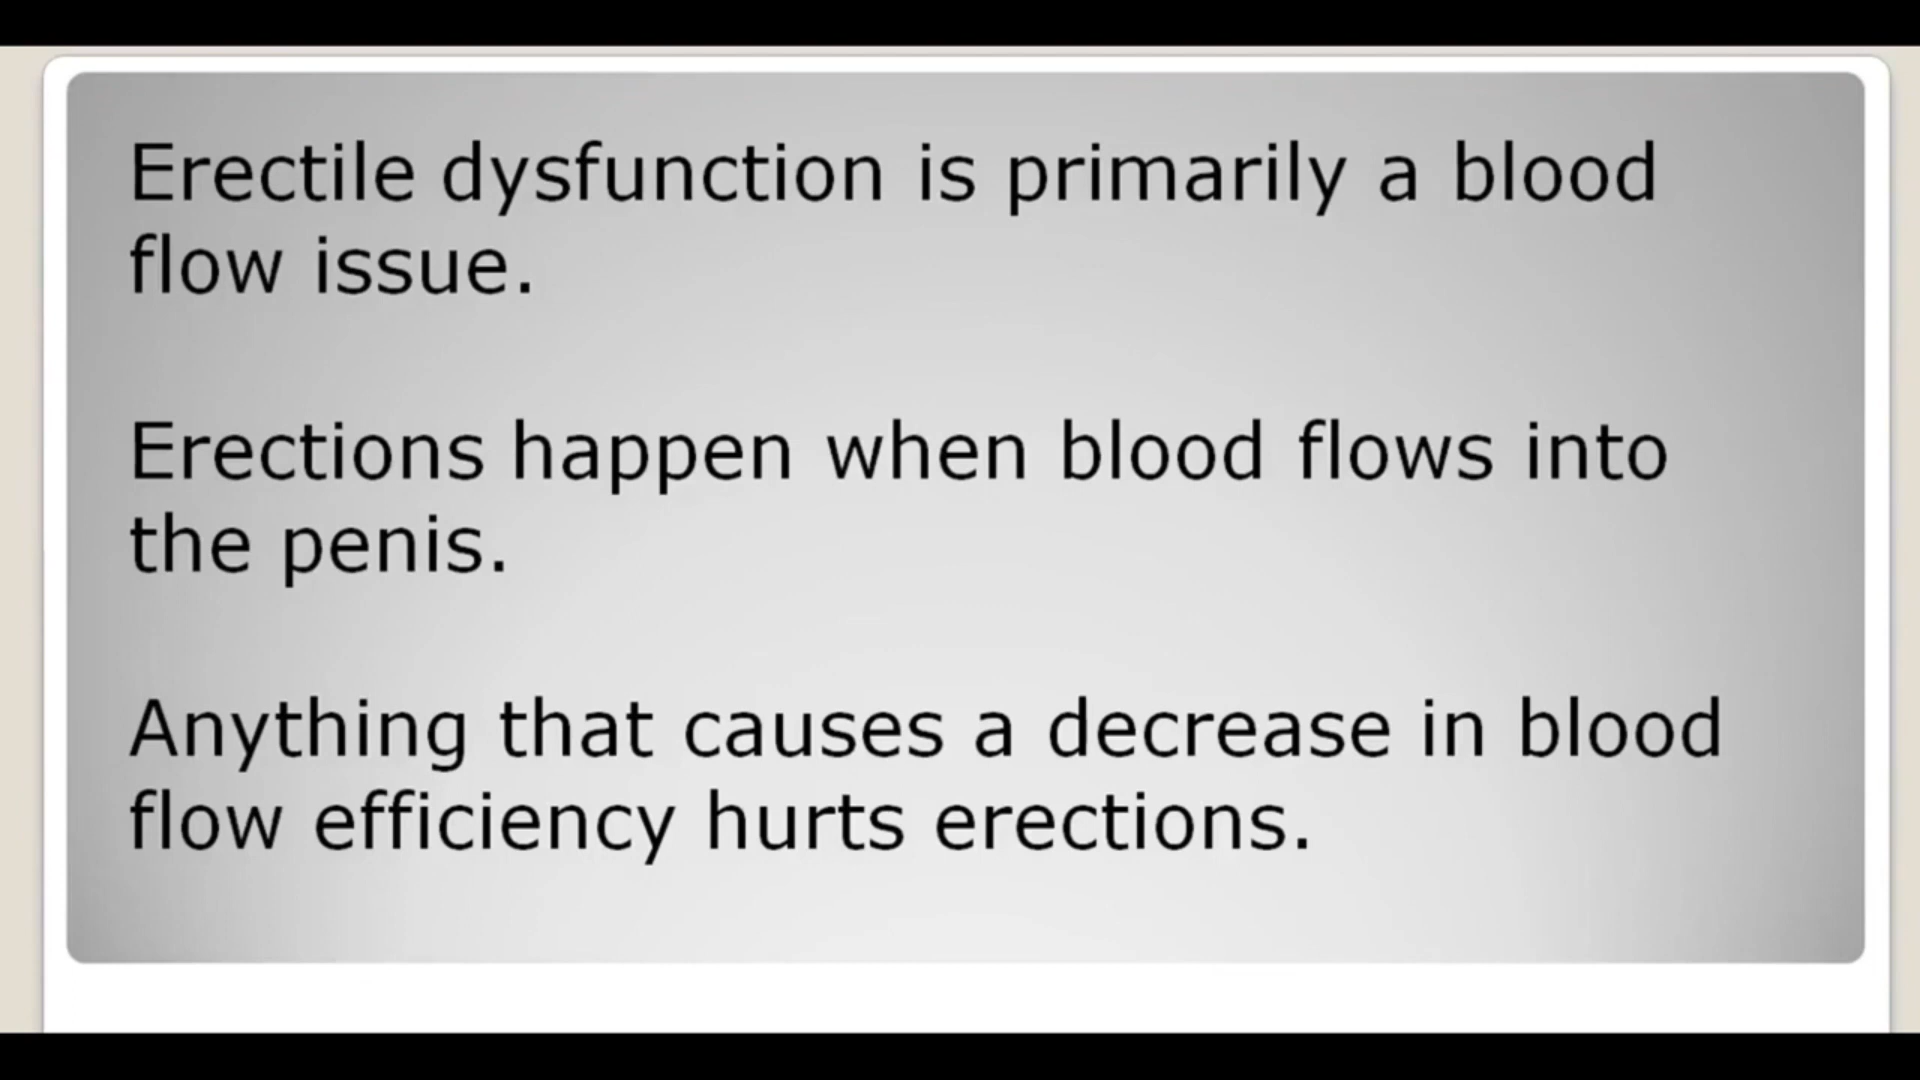 Erectile dysfunction is primarily a blood
flow issue.
Erections happen when blood flows into
the penis.
Anything that causes a decrease in blood
flow efficiency hurts erections.